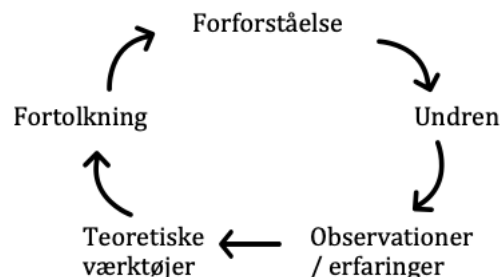 Forforståelse
Undren
Observationer
/ erfaringer
Teoretiske
værktøjer
Fortolkning